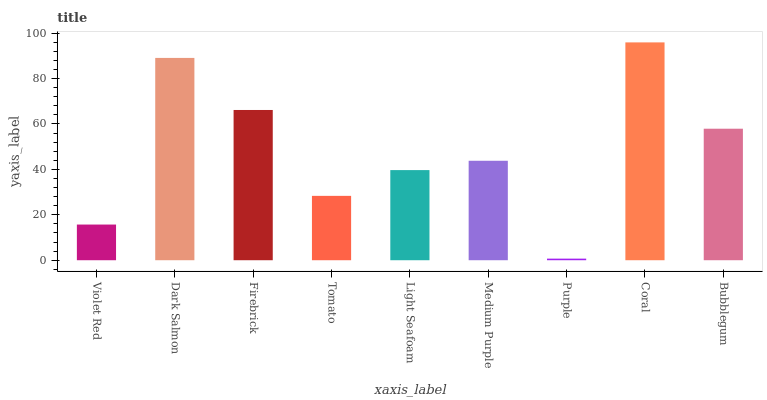 title
yaxis_label
100
80
60
40
20
0
Violet Red
Dark Salmon
Firebrick
Tomato
Light Seafoam
Medium Purple
Purple
Coral
Bubblegum
xaxis_label